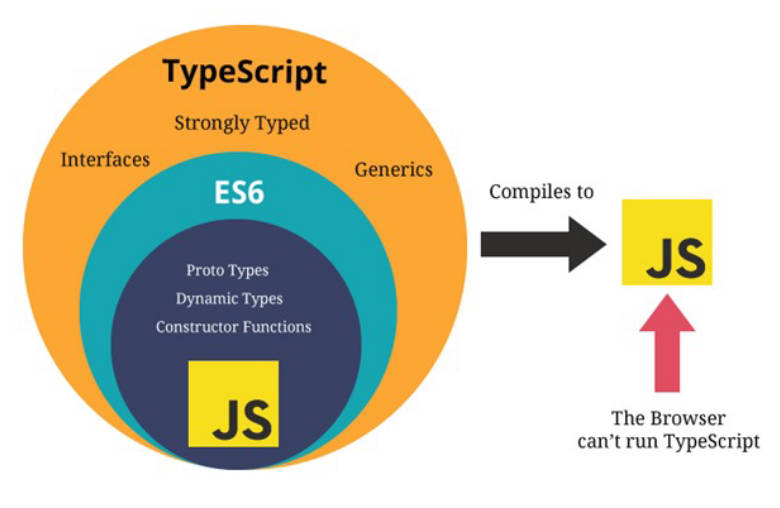 TypeScript
Strongly Typed
Interfaces
Generics
ES6
Proto Types
Dynamic Types
Constructor Functions
JS
Compiles to
JS
The Browser
can't run TypeScript